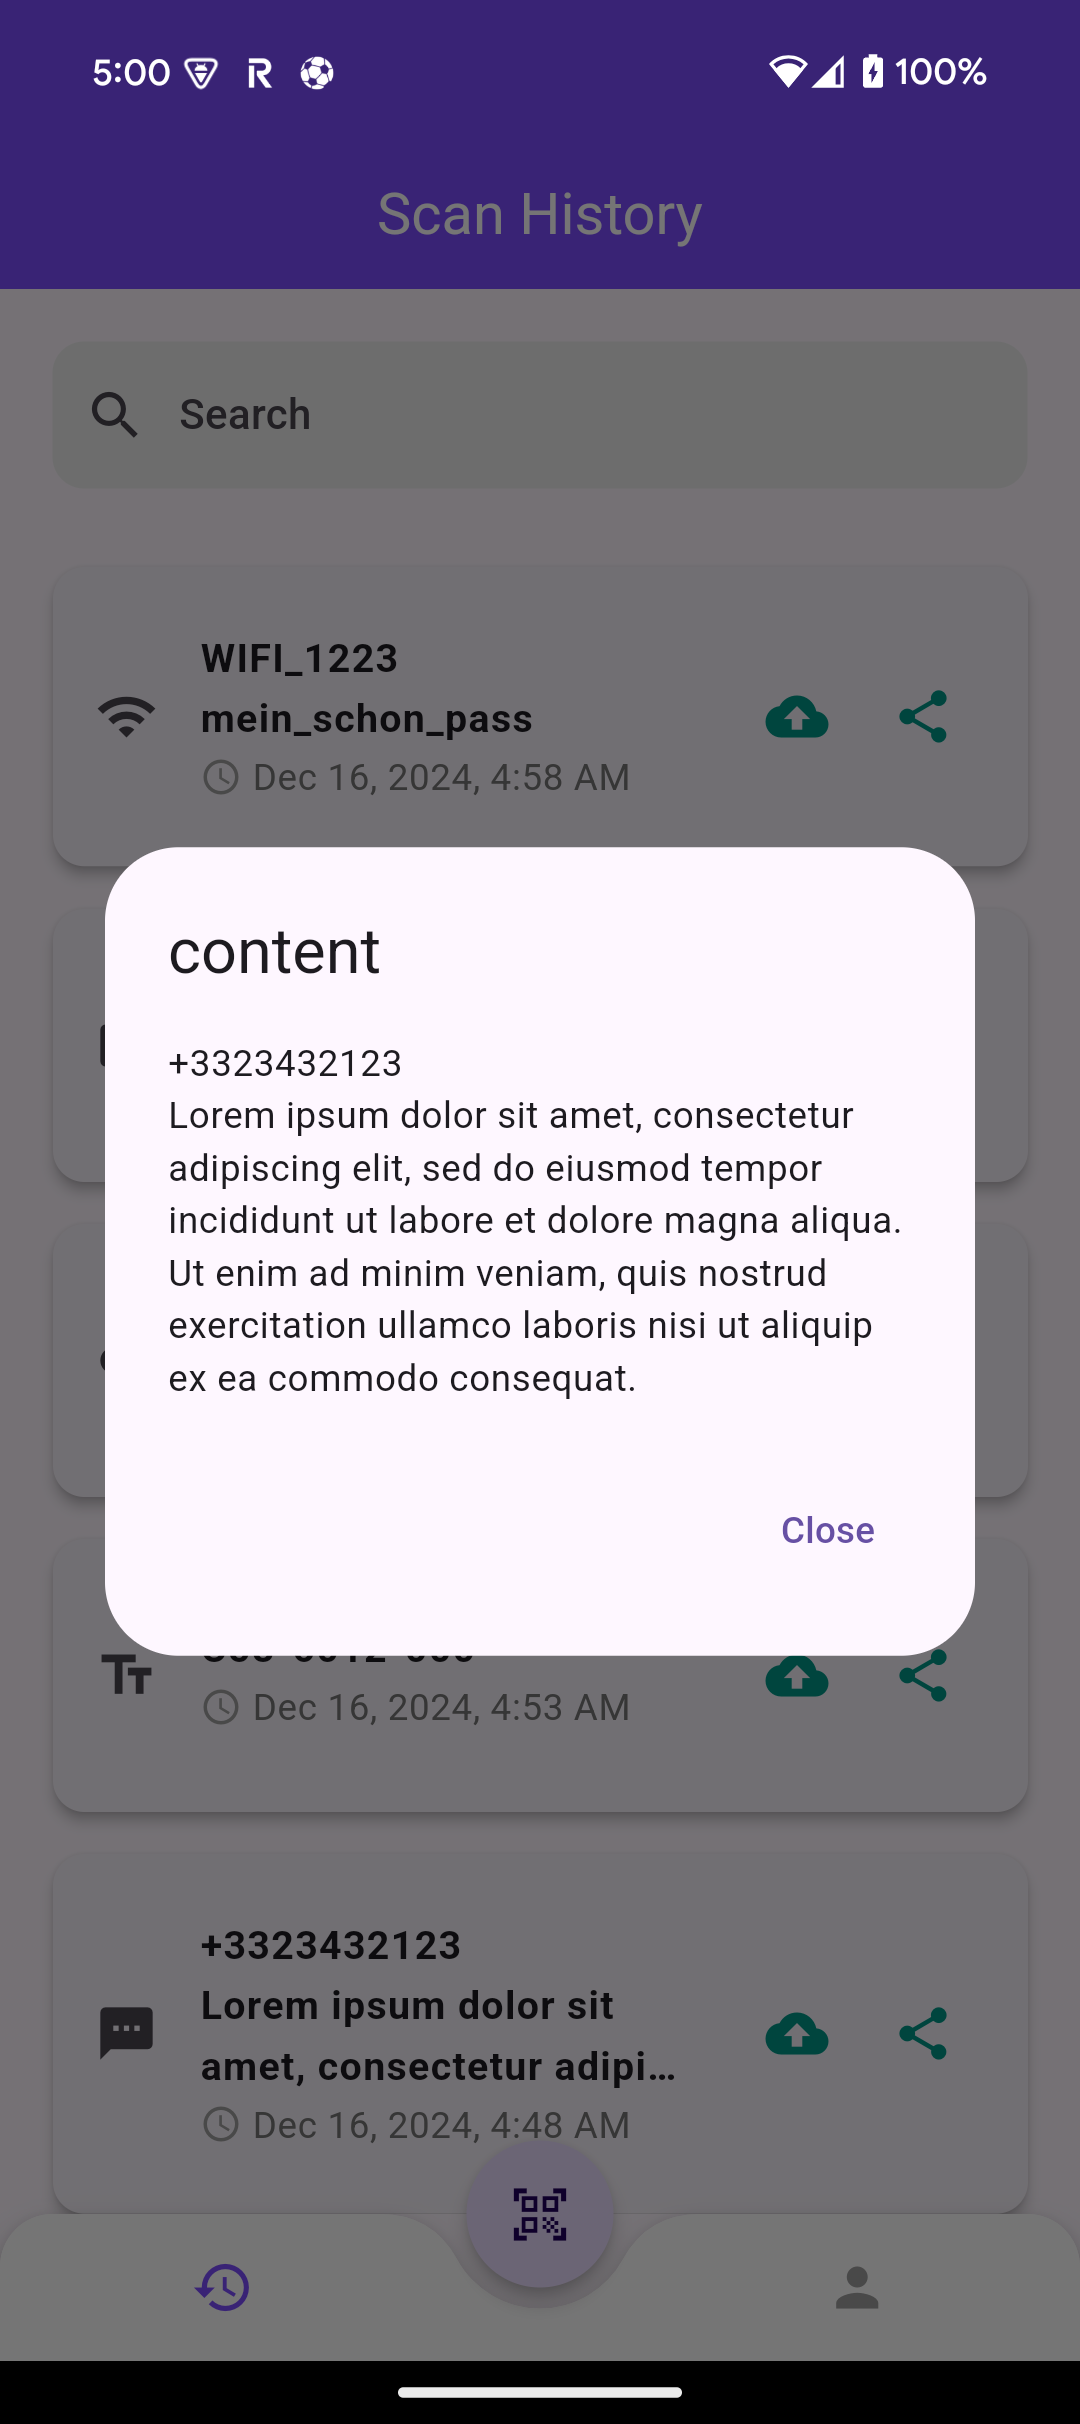 5:00
100%
Scan History
Search
WIFI_1223
mein_schon_pass
Dec 16, 2024, 4:58 AM
content
+3323432123
Lorem ipsum dolor sit amet, consectetur
adipiscing elit, sed do eiusmod tempor
incididunt ut labore et dolore magna aliqua.
Ut enim ad minim veniam, quis nostrud
exercitation ullamco laboris nisi ut aliquip
ex ea commodo consequat.
Close
Dec 16, 2024, 4:53 AM
+3323432123
Lorem ipsum dolor sit
amet, consectetur adipi…
Dec 16, 2024, 4:48 AM